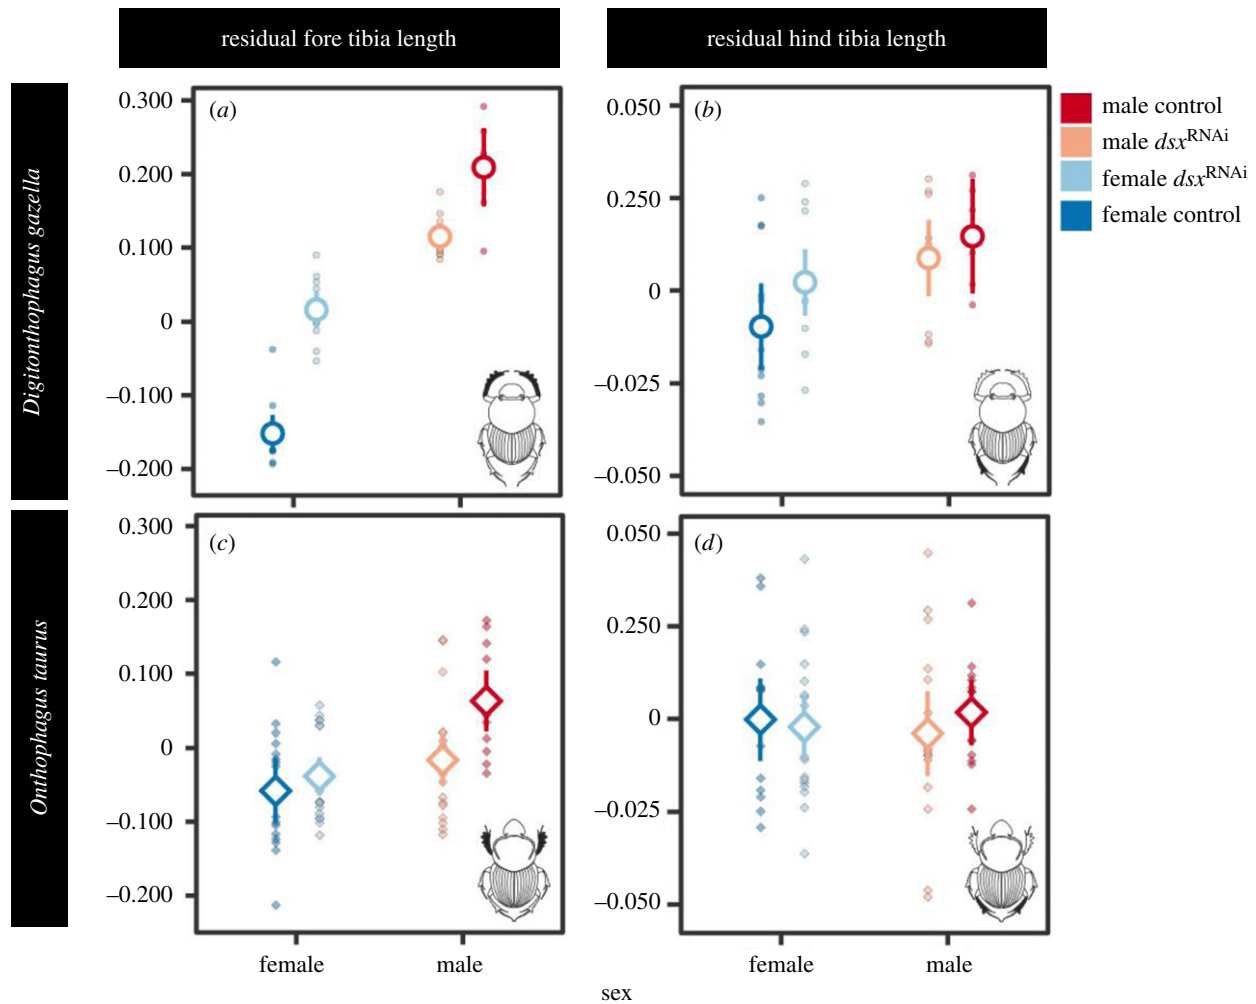 residual fore tibia length
residual hind tibia length
Digitonthophagus gazella
(a)
0.300
0.200
0.100
0
–0.100
–0.200
(b)
0.050
0.250
0
–0.025
–0.050
male control
male dsxRNAi
female dsxRNAi
female control
Onthophagus taurus
(c)
0.300
0.200
0.100
0
–0.100
–0.200
(d)
0.050
0.250
0
–0.025
–0.050
female
male
female
male
sex